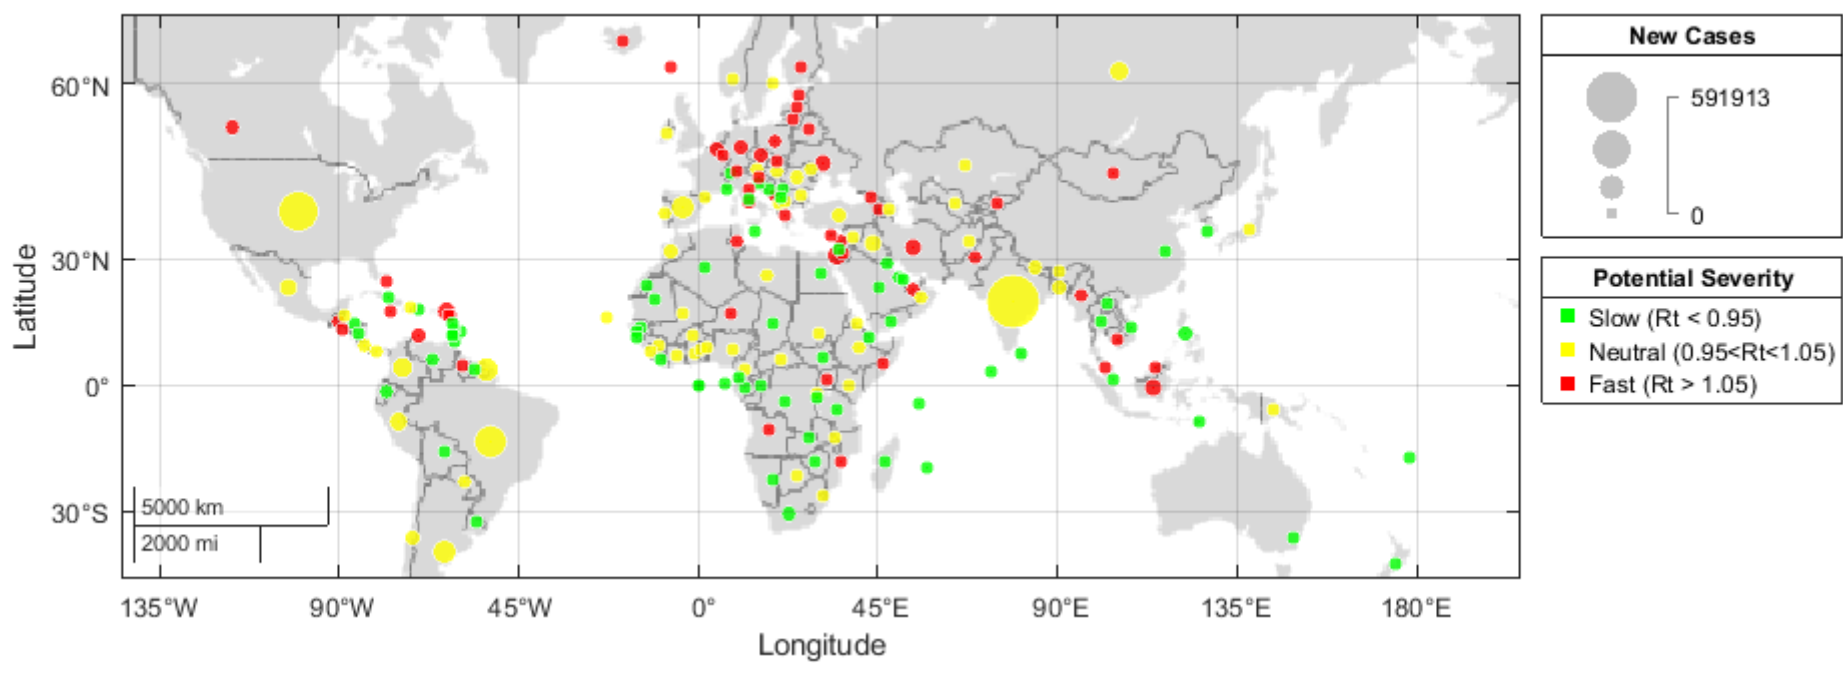 60°N
30°N
0°
30°S
Latitude
5000 km
2000 mi
135°W
90°W
45°W
0°
45°E
90°E
135°E
180°E
Longitude
New Cases
591913
0
Potential Severity
Slow (Rt < 0.95)
Neutral (0.95<Rt<1.05)
Fast (Rt > 1.05)